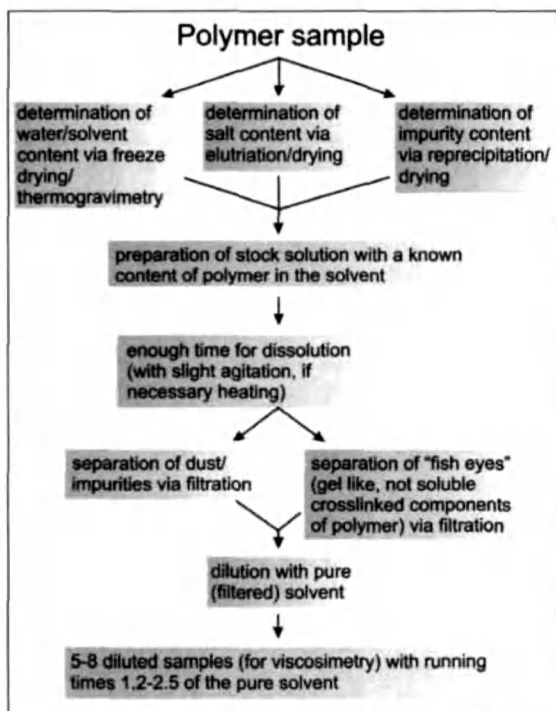 Polymer sample
determination of
water/solvent
content via freeze
drying/
thermogravimetry
determination of
salt content via
elutriation/drying
determination of
impurity content
via reprecipitation/
drying
preparation of stock solution with a known
content of polymer in the solvent
enough time for dissolution
(with slight agitation, if
necessary heating)
separation of dust/
impurities via filtration
separation of "fish eyes"
(gel like, not soluble
crosslinked components
of polymer) via filtration
dilution with pure
(filtered) solvent
5-8 diluted samples (for viscosimetry) with running
times 1,2-2.5 of the pure solvent